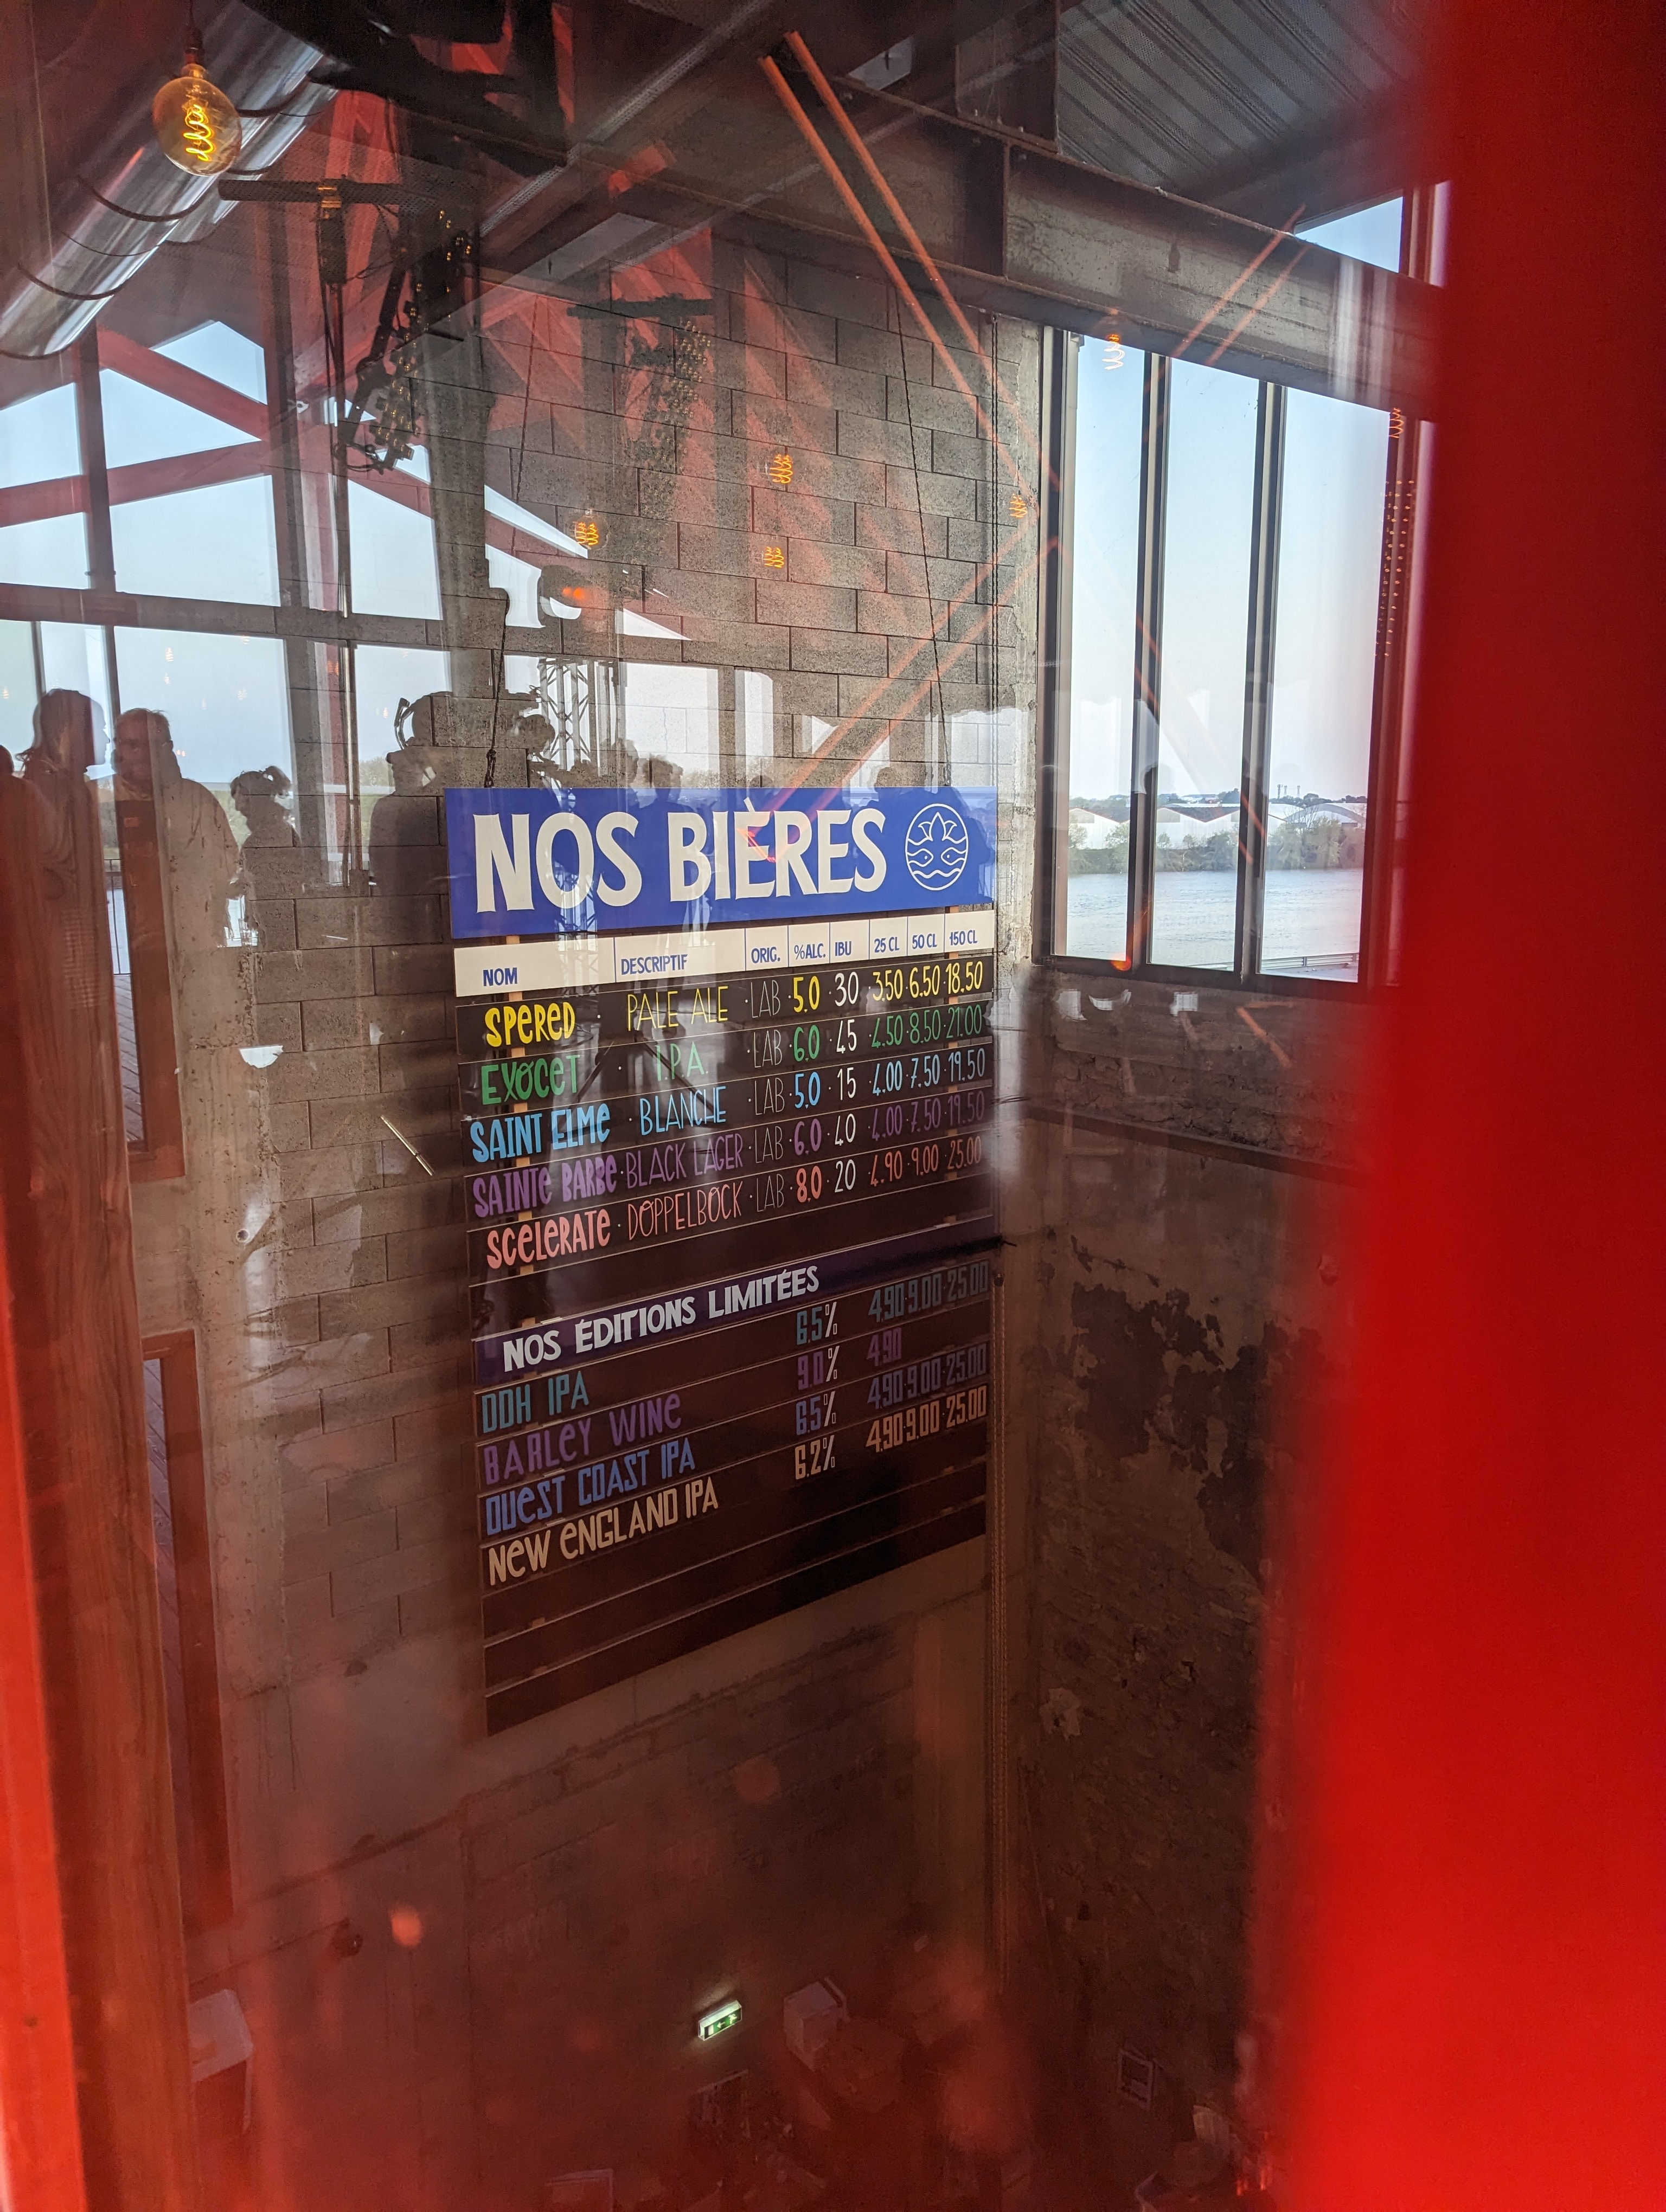 NOS BIÈRES
NOM DESCRIPTIF ORIG. %ALC. IBU 25 CL 50 CL 150 CL
SPERED · PALE ALE · LAB · 5.0 · 30 · 3.50 · 6.50 · 18.50
EXOCET · I.P.A. · LAB · 6.0 · 45 · 4.50 · 8.50 · 21.00
SAINT ELME · BLANCHE · LAB · 5.0 · 15 · 4.00 · 7.50 · 19.50
SAINTE BARBE · BLACK LAGER · LAB · 6.0 · 40 · 4.00 · 7.50 · 19.50
SCELERATE · DOPPELBOCK · LAB · 8.0 · 20 · 4.90 · 9.00 · 25.00
NOS ÉDITIONS LIMITÉES
DDH IPA 6.5% 4.90 · 9.00 · 25.00
BARLEY WINE 9.0% 4.90
OUEST COAST IPA 6.5% 4.90 · 9.00 · 25.00
NEW ENGLAND IPA 6.2% 4.90 · 9.00 · 25.00